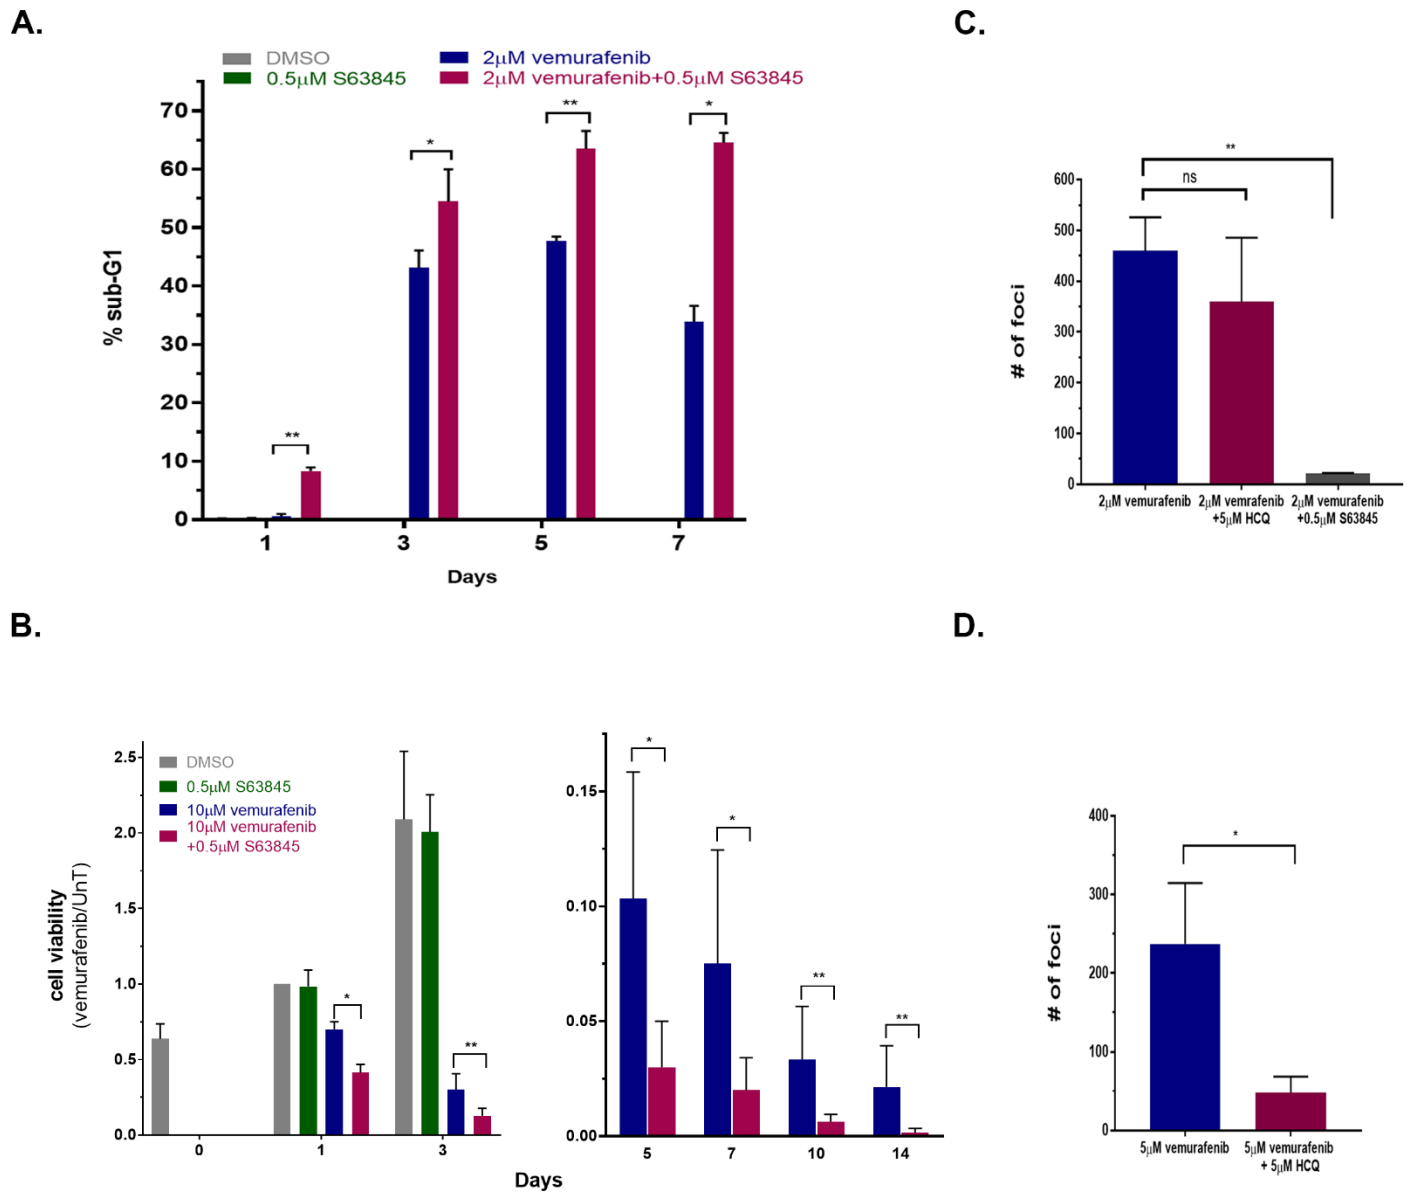 A.
DMSO
0.5μM S63845
2μM vemurafenib
2μM vemurafenib+0.5μM S63845
% sub-G1
70
60
50
40
30
20
10
0
**
*
**
*
1 3 5 7
Days
C.
# of foci
600
500
400
300
200
100
0
**
ns
2μM vemurafenib
2μM vemrafenib
+5μM HCQ
2μM vemurafenib
+0.5μM S63845
B.
cell viability
(vemurafenib/UnT)
2.5
2.0
1.5
1.0
0.5
0.0
DMSO
0.5μM S63845
10μM vemurafenib
10μM vemurafenib
+0.5μM S63845
*
**
0 1 3
0.15
0.10
0.05
0.00
*
*
**
**
5 7 10 14
Days
D.
# of foci
400
300
200
100
0
*
5μM vemurafenib
5μM vemurafenib
+ 5μM HCQ